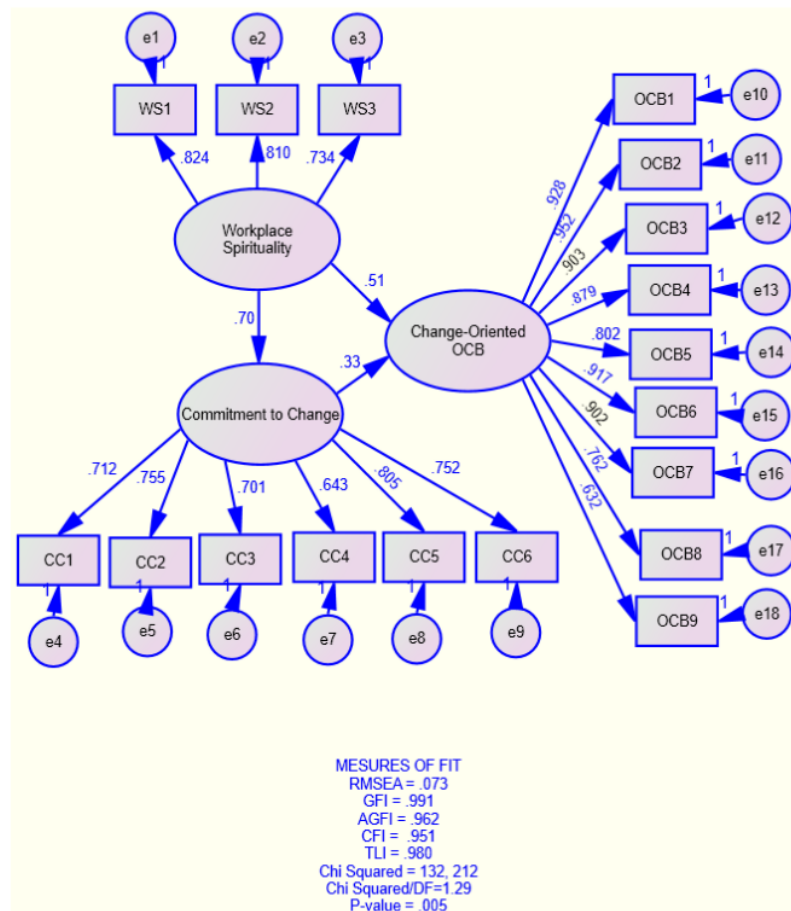 e1
e2
e3
1
1
1
WS1
WS2
WS3
.824
.810
.734
Workplace
Spirituality
.51
.70
.33
Change-Oriented
OCB
Commitment to Change
.712
.755
.701
.643
.805
.752
CC1
CC2
CC3
CC4
CC5
CC6
1
1
1
1
1
1
e4
e5
e6
e7
e8
e9
.928
.952
.903
.879
.802
.917
.902
.762
.632
OCB1
1
e10
OCB2
1
e11
OCB3
1
e12
OCB4
1
e13
OCB5
1
e14
OCB6
1
e15
OCB7
1
e16
OCB8
1
e17
OCB9
1
e18
MESURES OF FIT
RMSEA = .073
GFI = .991
AGFI = .962
CFI = .951
TLI = .980
Chi Squared = 132, 212
Chi Squared/DF=1.29
P-value = .005